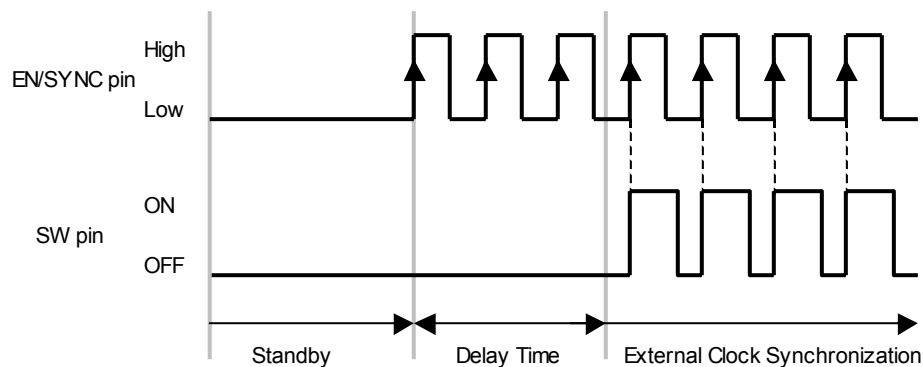 High
EN/SYNC pin
Low
ON
SW pin
OFF
Standby Delay Time External Clock Synchronization